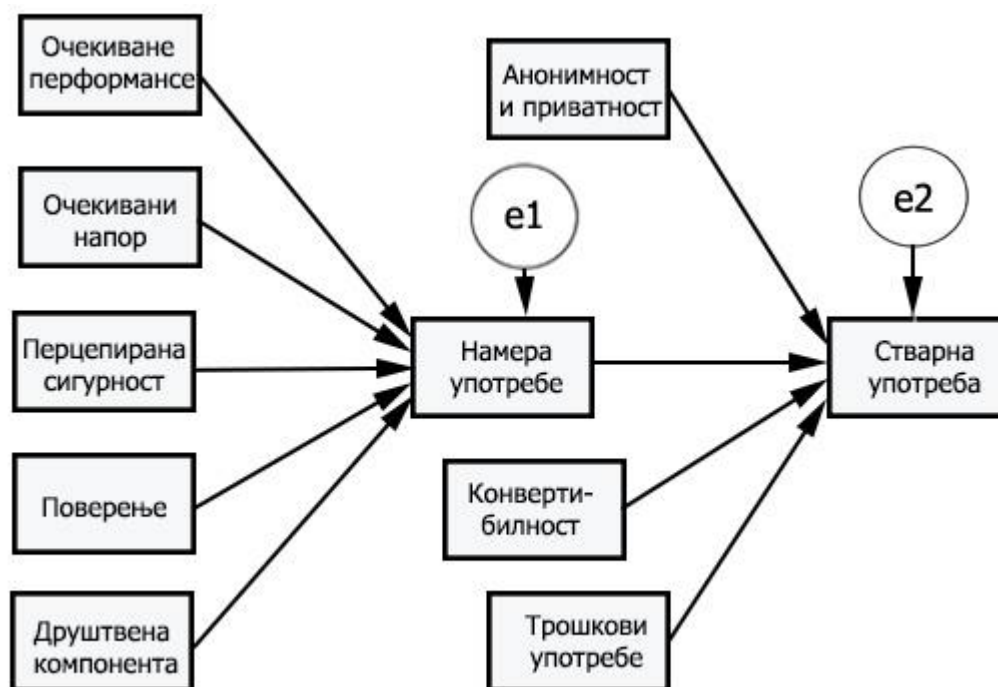 Очекиване
перформансе
Очекивани
напор
Перцепирана
сигурност
Поверење
Друштвена
компонента
e1
Намера
употребе
Анонимност
и приватност
Конверти-
билност
Трошкови
употребе
e2
Стварна
употреба